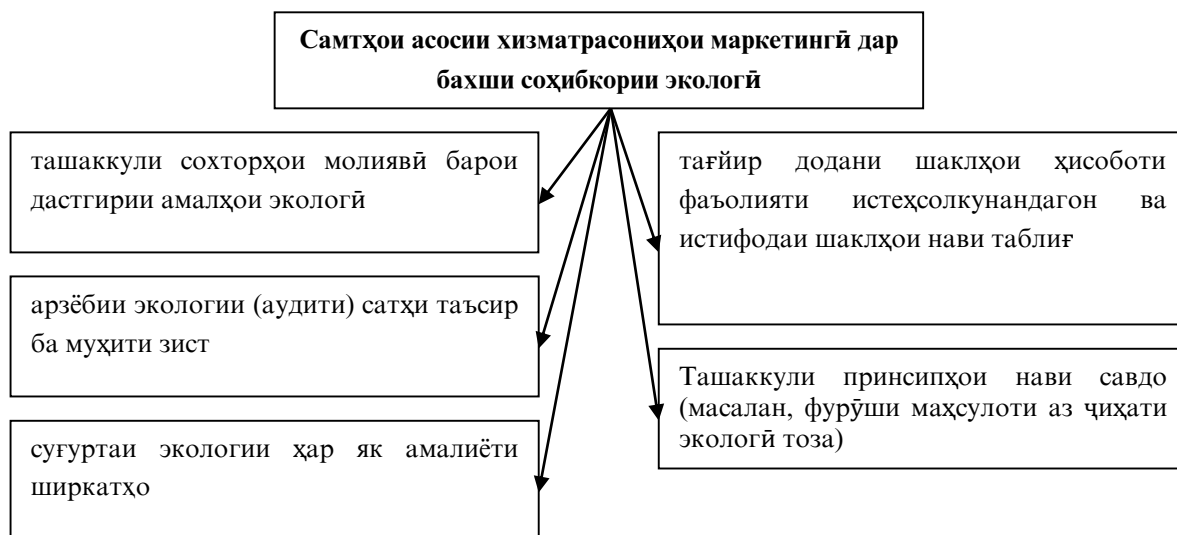 Самтҳои асосии хизматрасониҳои маркетингӣ дар
бахши соҳибкории экологӣ
ташаккули сохторҳои молиявӣ барои
дастгирии амалҳои экологӣ
арзёбии экологии (аудити) сатҳи таъсир
ба муҳити зист
суғуртаи экологии ҳар як амалиёти
ширкатҳо
тағйир додани шаклҳои ҳисоботи
фаъолияти истеҳсолкунандагон ва
истифодаи шаклҳои нави таблиғ
Ташаккули принсипҳои нави савдо
(масалан, фурӯши маҳсулоти аз ҷиҳати
экологӣ тоза)